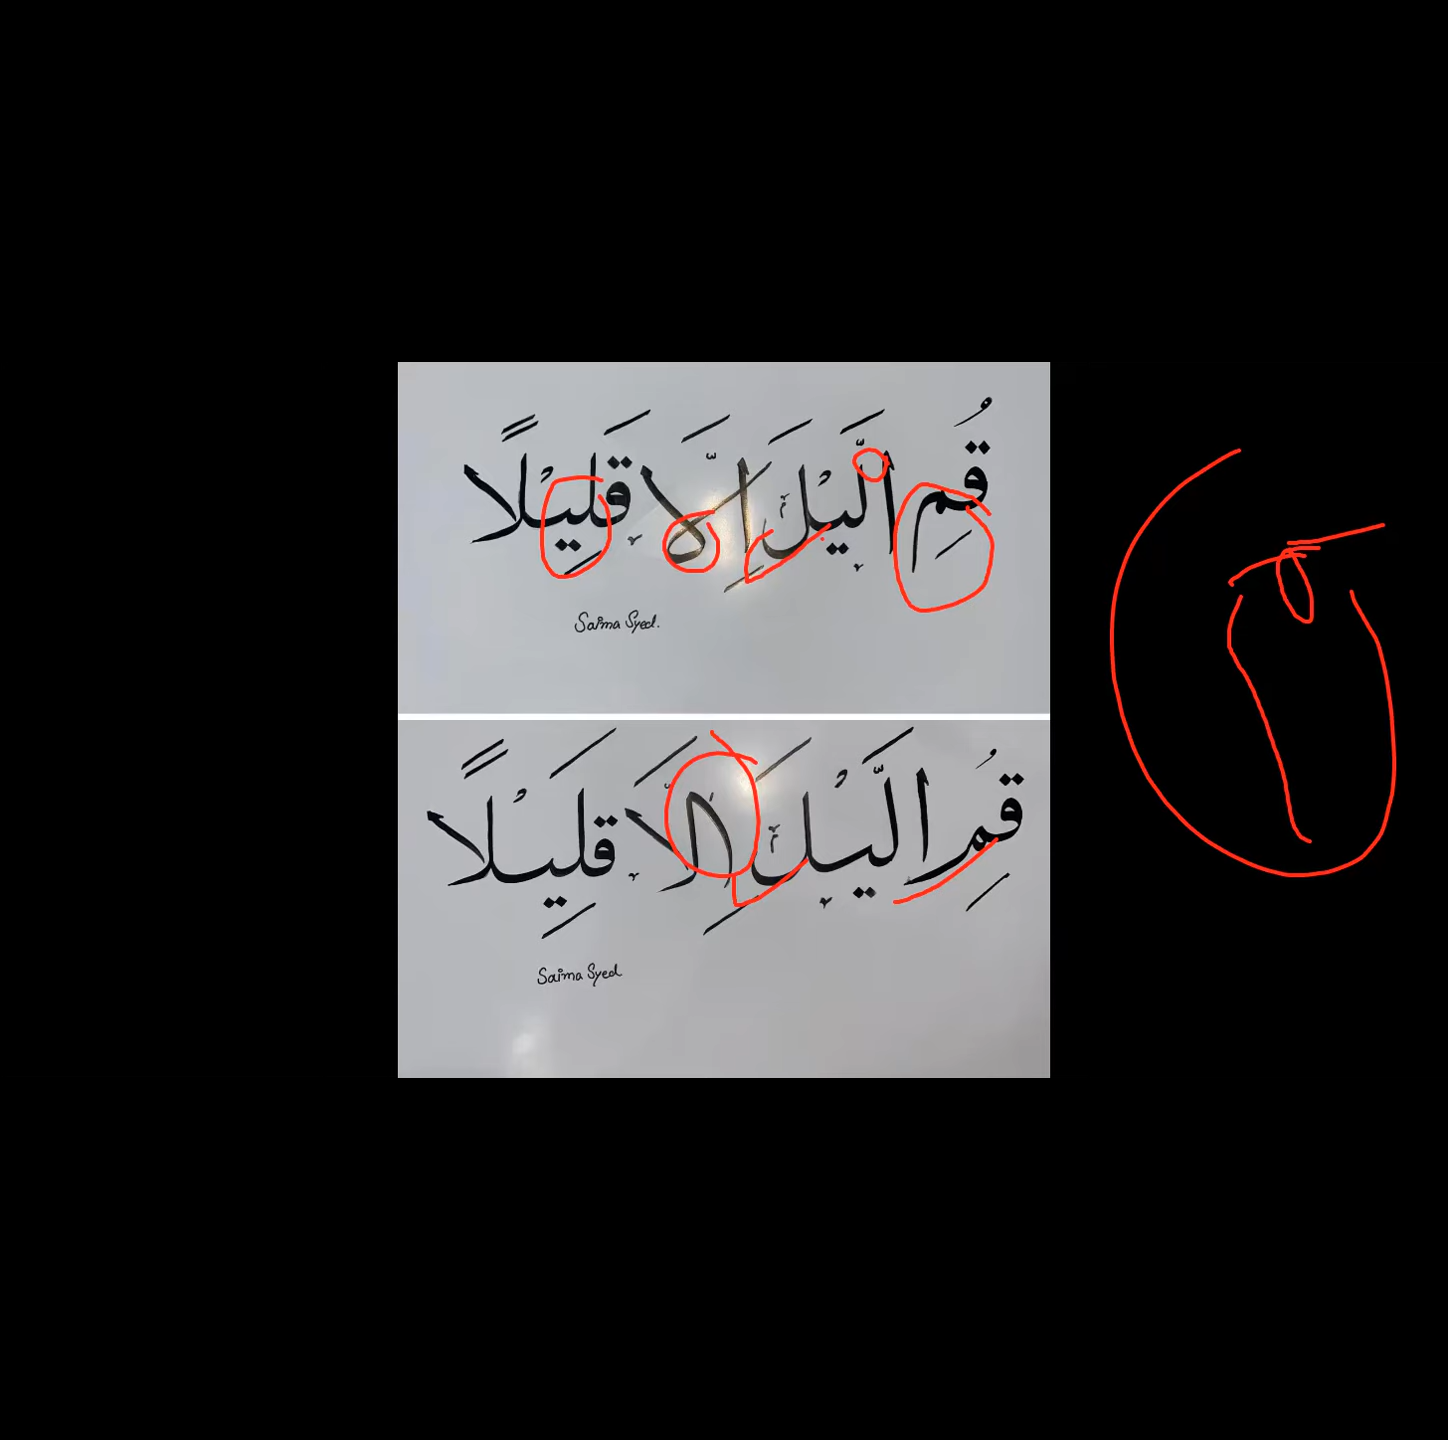 قُمِ الَّيْلَ اِلَّا قَلِيْلًا
Saima Syed.
قُمِ الَّيْلَ اِلَّا قَلِيْلًا
Saima Syed